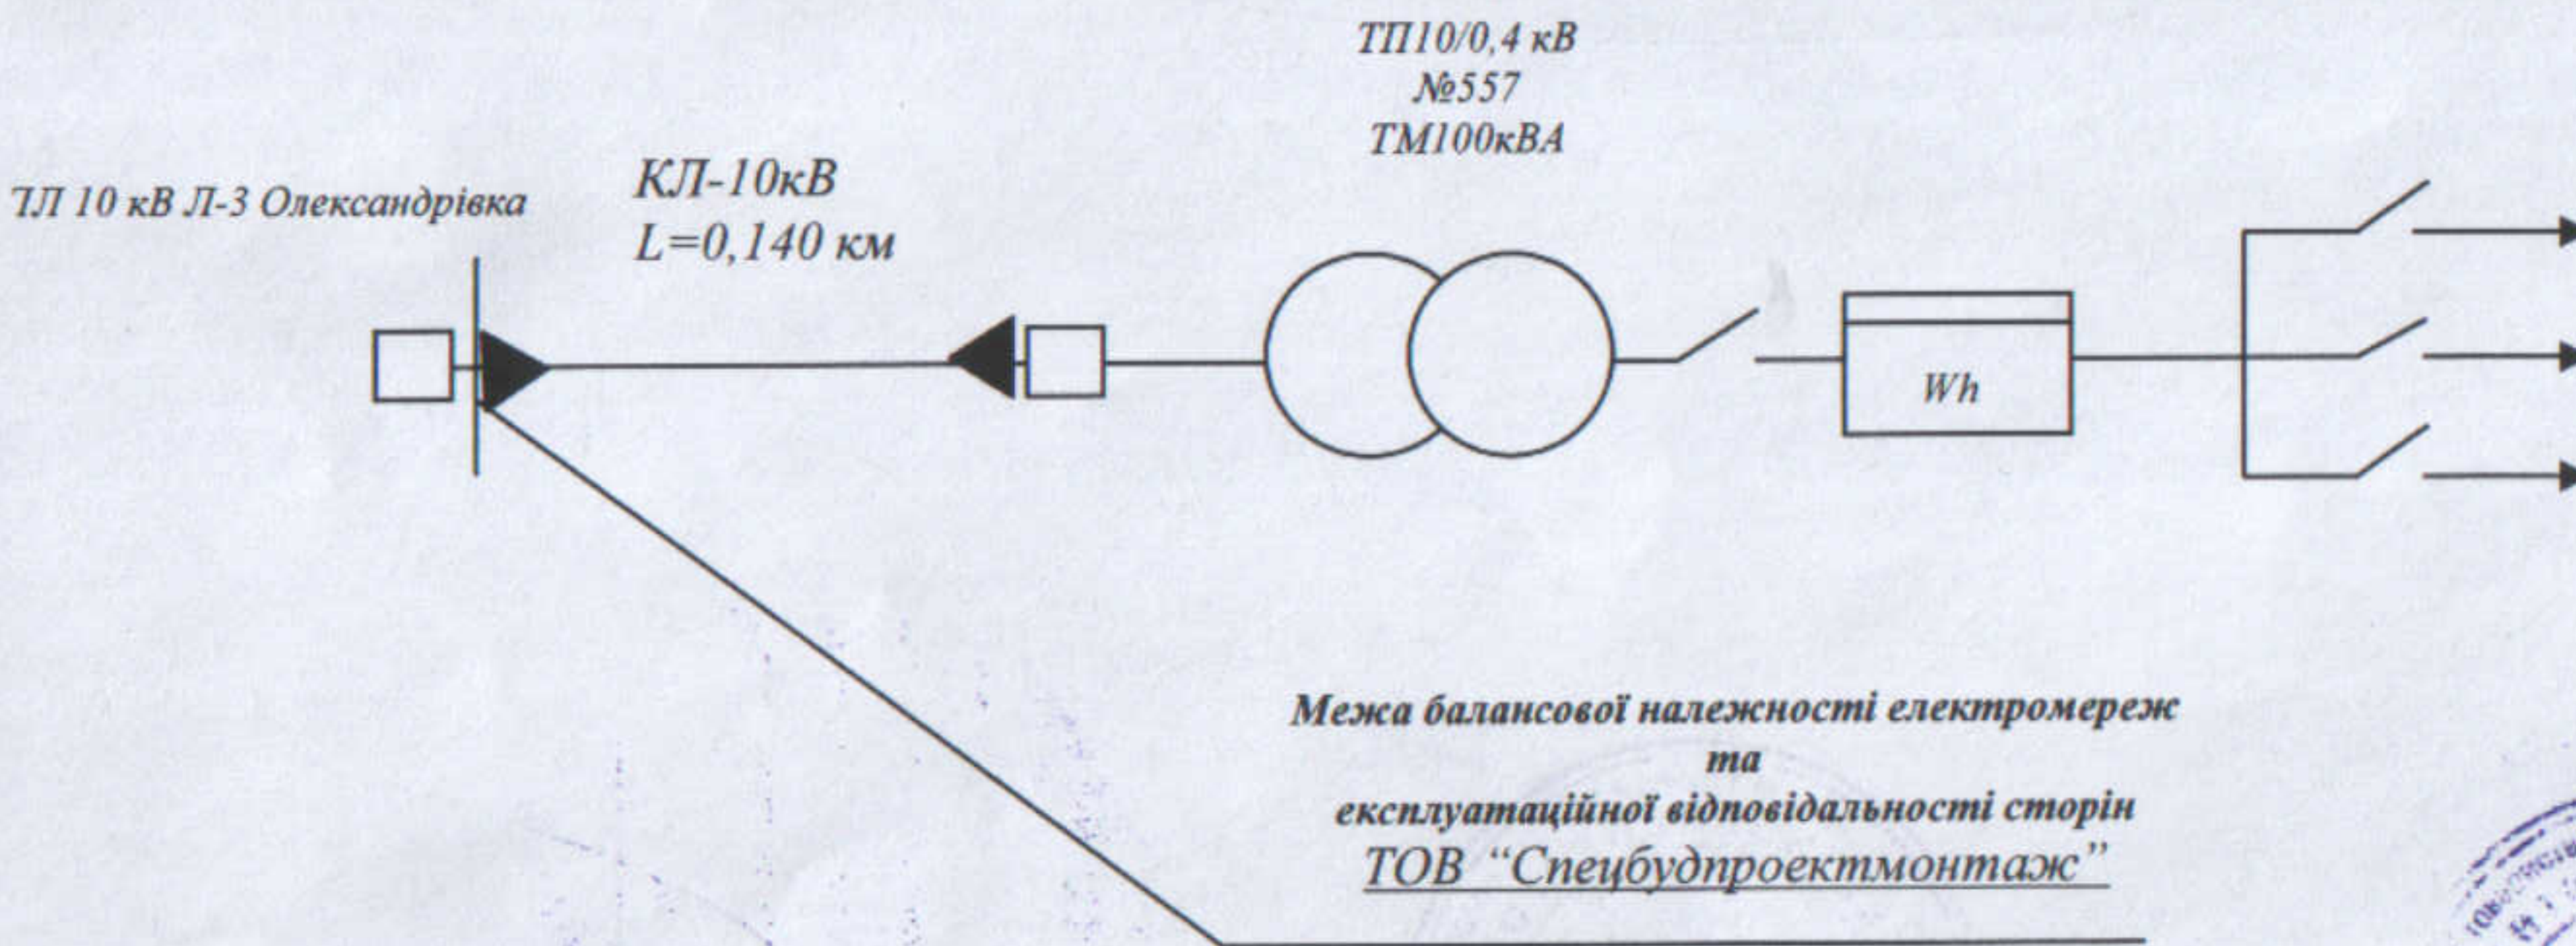 ТП10/0,4 кВ
№557
ТМ100кВА
КЛ-10кВ
L=0,140 км
10 кВ Л-3 Олександрівка
Wh
Межа балансової належності електромереж
та
експлуатаційної відповідальності сторін
ТОВ “Спецбудпроектмонтаж”